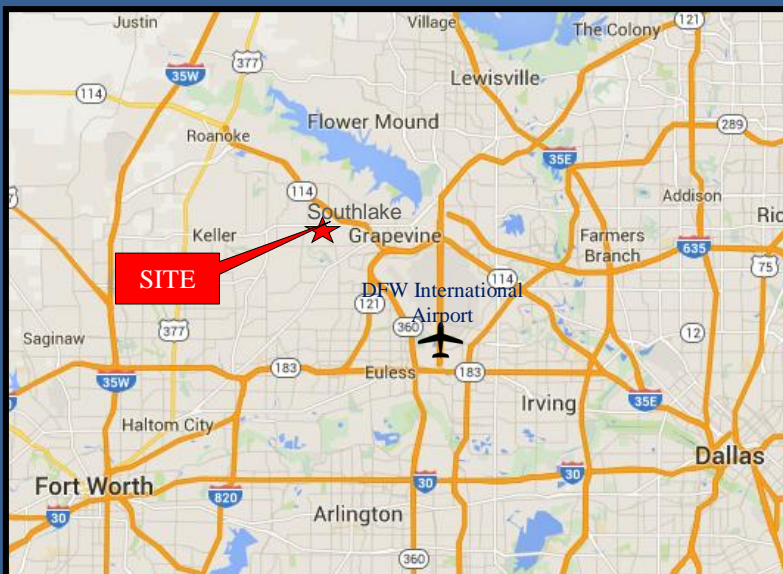 Justin
Village
The Colony
121
377
35W
Lewisville
114
Flower Mound
289
Roanoke
35E
114
Addison
Southlake
Keller
Grapevine
Farmers
Branch
Ric
635
75
SITE
114
DFW International
Airport
121
360
377
12
Saginaw
35W
183
Euless
183
35E
Irving
Haltom City
Dallas
Fort Worth
820
30
30
30
Arlington
360